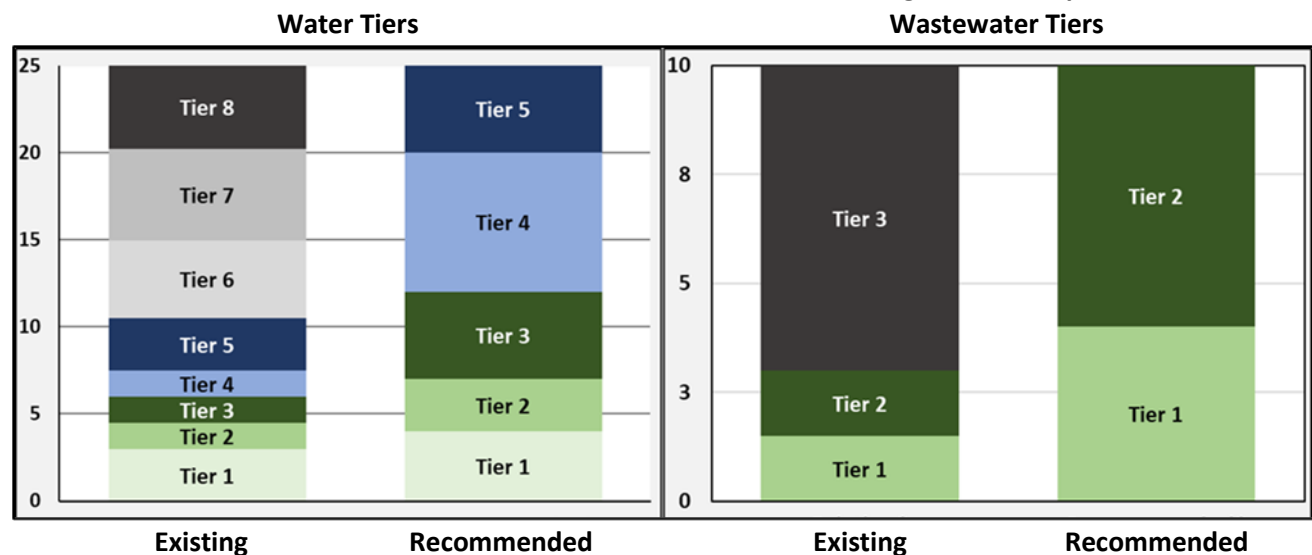 Water Tiers
Wastewater Tiers
25
20
15
10
5
0
Tier 8
Tier 7
Tier 6
Tier 5
Tier 4
Tier 3
Tier 2
Tier 1
Tier 5
Tier 4
Tier 3
Tier 2
Tier 1
Existing
Recommended
10
8
5
3
0
Tier 3
Tier 2
Tier 1
Tier 2
Tier 1
Existing
Recommended